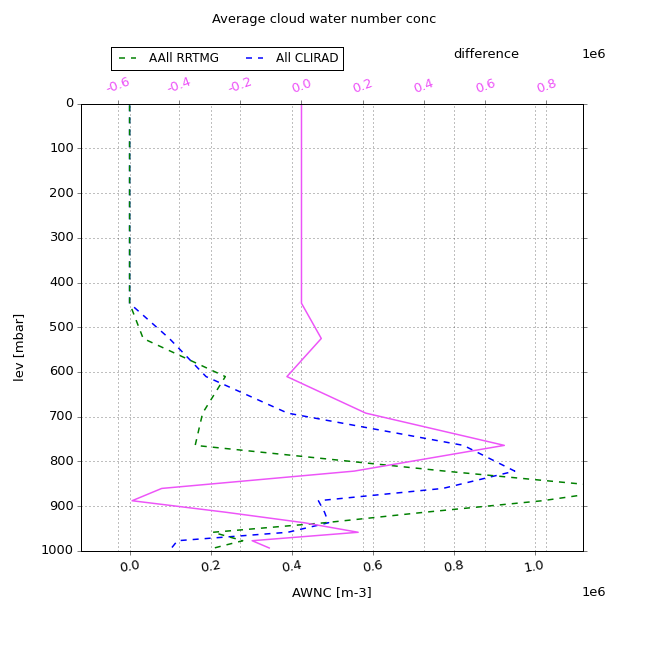 Average cloud water number conc
AAll RRTMG All CLIRAD
difference 1e6
-0.6 -0.4 -0.2 0.0 0.2 0.4 0.6 0.8
0
100
200
300
400
500
600
700
800
900
1000
lev [mbar]
0.0 0.2 0.4 0.6 0.8 1.0
AWNC [m-3] 1e6